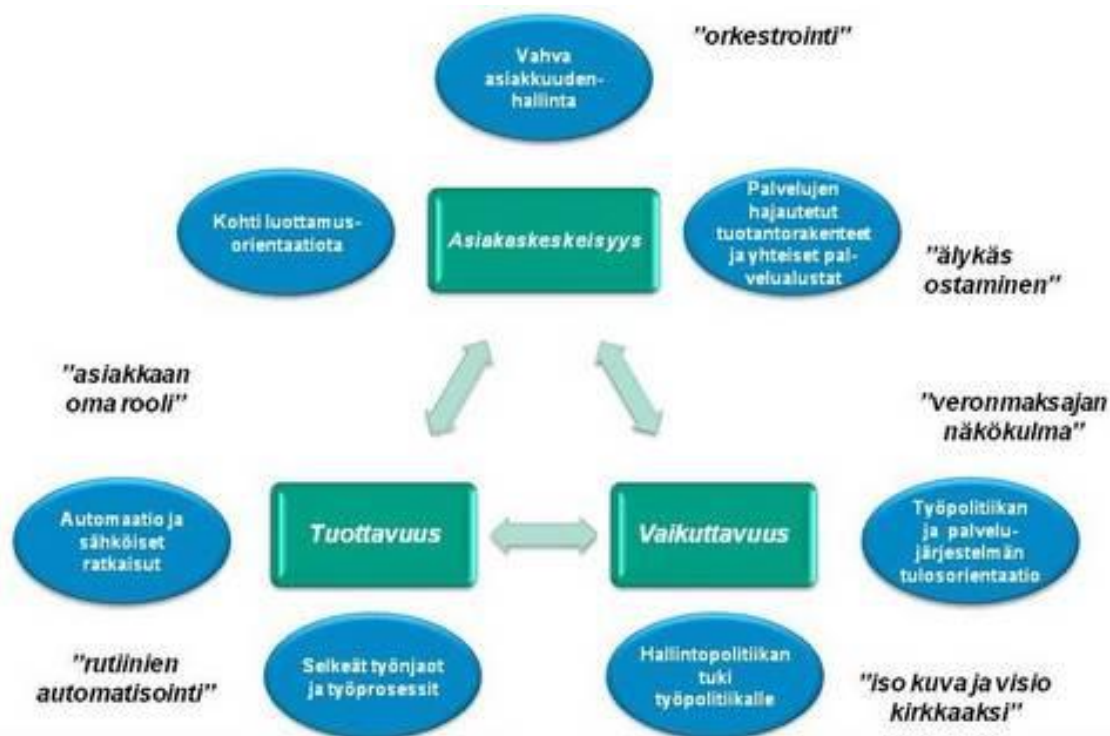 "orkestrointi"
Vahva
asiakkuuden-
hallinta
Kohti luottamus-
orientaatiota
Asiakaskeskeisyys
Palvelujen
hajautetut
tuotantorakenteet
ja yhteiset pal-
velualustat
"älykäs
ostaminen"
"asiakkaan
oma rooli"
"veronmaksajan
näkökulma"
Automaatio ja
sähköiset
ratkaisut
Tuottavuus
Vaikuttavuus
Työpolitiikan
ja palvelu-
järjestelmän
tulosorientaatio
"rutiinien
automatisointi"
Selkeät työnjaot
ja työprosessit
Hallintopolitiikan
tuki
työpolitiikalle
"iso kuva ja visio
kirkkaaksi"